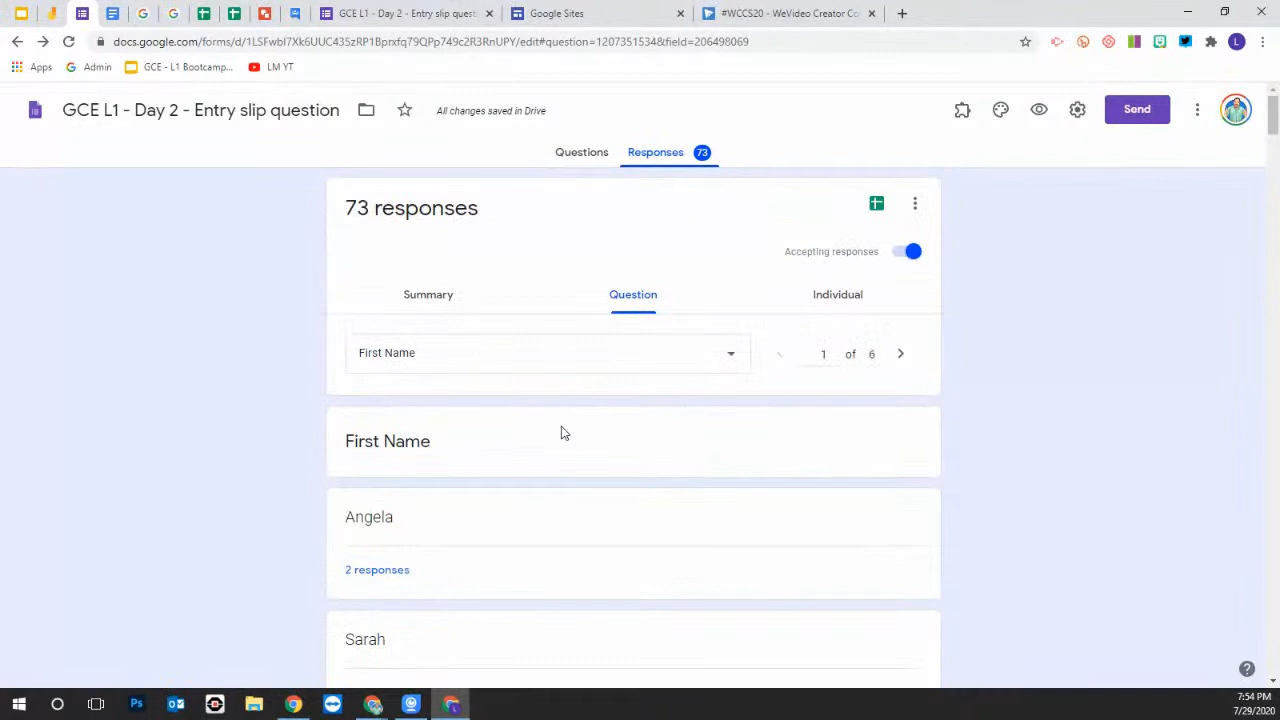 GCE L1 - Day 2 - Entry slip quest
Google Sites
#WCCS20 - WeVideo Creator Co
docs.google.com/forms/d/1LSFwbI7Xk6UUC43SzRP1Bprxfq79QPp749c2R3RnUPY/edit#question=1207351534&field=206498069
L
Apps
Admin
GCE - L1 Bootcamp...
LM YT
GCE L1 - Day 2 - Entry slip question
All changes saved in Drive
Send
Questions
Responses 73
73 responses
Accepting responses
Summary
Question
Individual
First Name
1 of 6
First Name
Angela
2 responses
Sarah
Ps
L
7:54 PM
7/29/2020